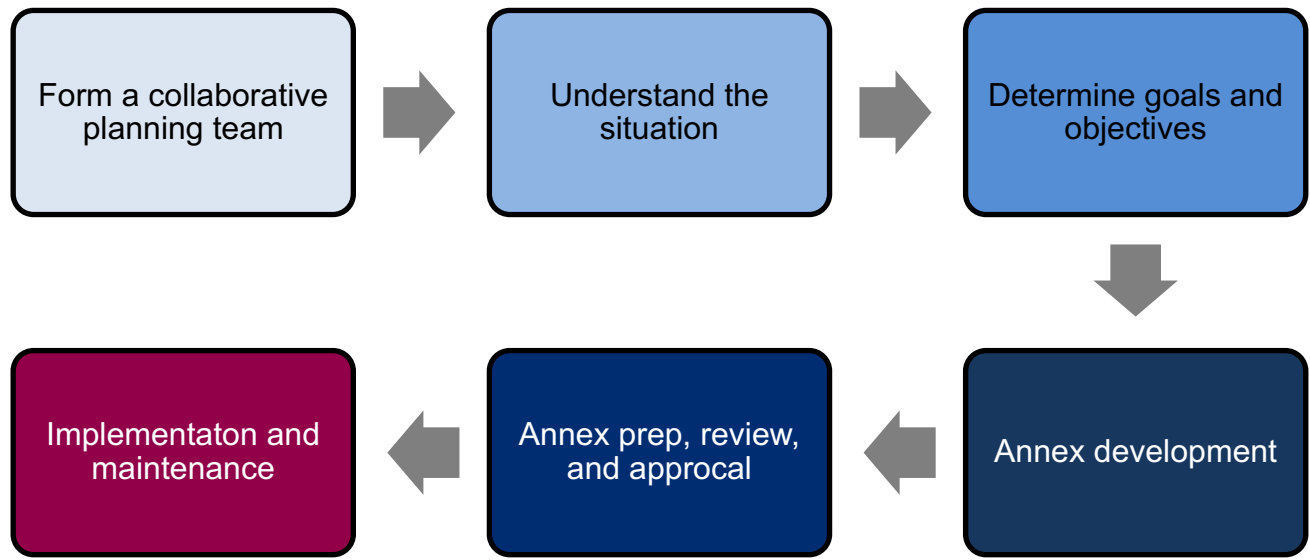 Form a collaborative
planning team
Understand the
situation
Determine goals and
objectives
Annex development
Annex prep, review,
and approcal
Implementaton and
maintenance